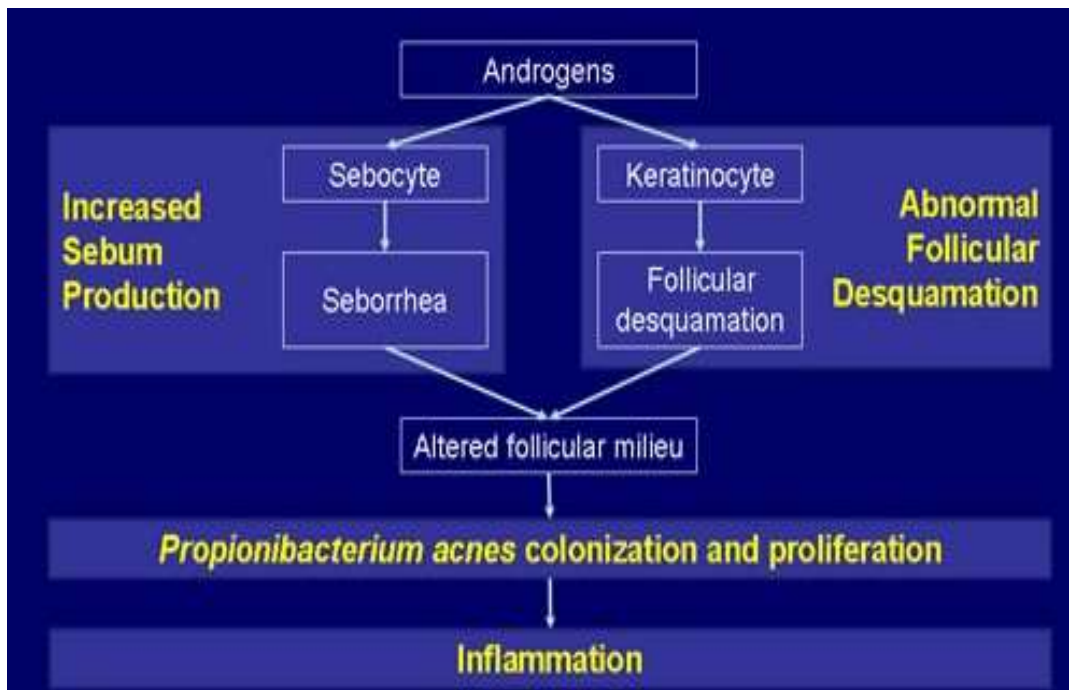 Androgens
Increased
Sebum
Production
Sebocyte
Seborrhea
Keratinocyte
Follicular
desquamation
Abnormal
Follicular
Desquamation
Altered follicular milieu
Propionibacterium acnes colonization and proliferation
Inflammation